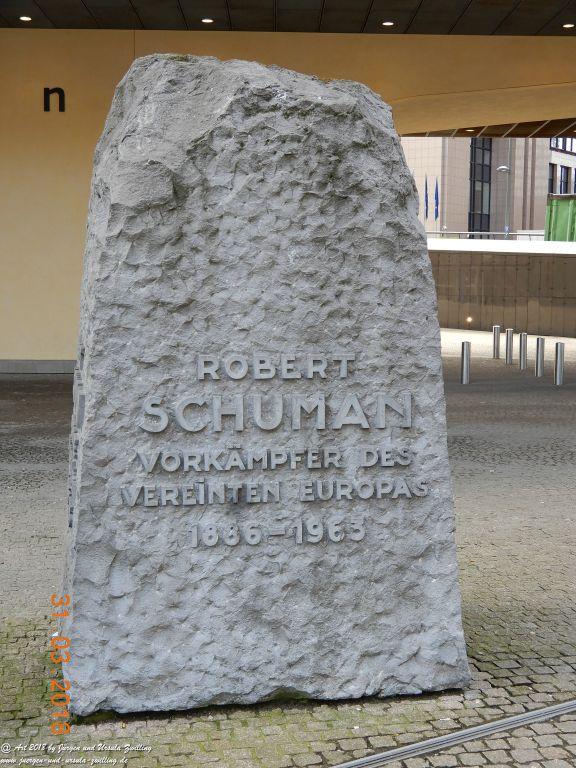 n
ROBERT
SCHUMAN
VORKÄMPFER DES
VEREINTEN EUROPAS
1886-1963
31.03.2018
@ Art 2018 by Jürgen und Ursula Zwilling
www.juergen-und-ursula-zwilling.de